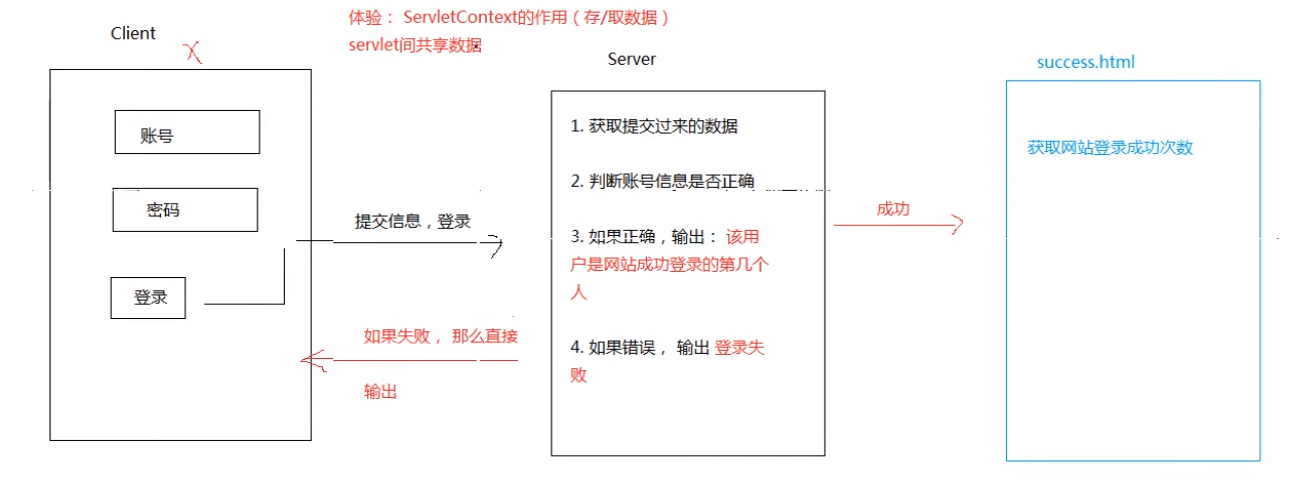 体验： ServletContext的作用（存/取数据）
servlet间共享数据
Client
账号
密码
登录
提交信息，登录
如果失败， 那么直接
输出
Server
1. 获取提交过来的数据
2. 判断账号信息是否正确
3. 如果正确，输出： 该用
户是网站成功登录的第几个
人
4. 如果错误， 输出 登录失
败
成功
success.html
获取网站登录成功次数